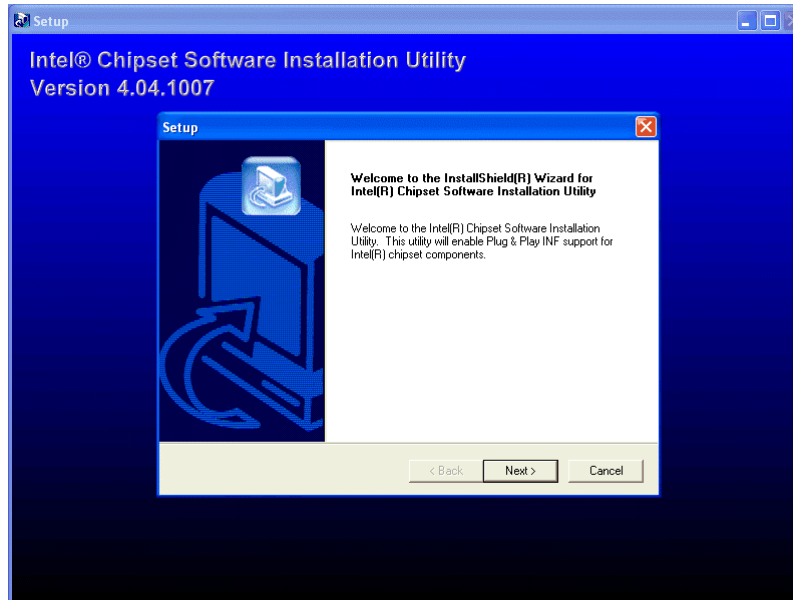 Setup
Intel® Chipset Software Installation Utility
Version 4.04.1007
Setup
Welcome to the InstallShield(R) Wizard for
Intel(R) Chipset Software Installation Utility
Welcome to the Intel(R) Chipset Software Installation
Utility. This utility will enable Plug & Play INF support for
Intel(R) chipset components.
< Back Next > Cancel